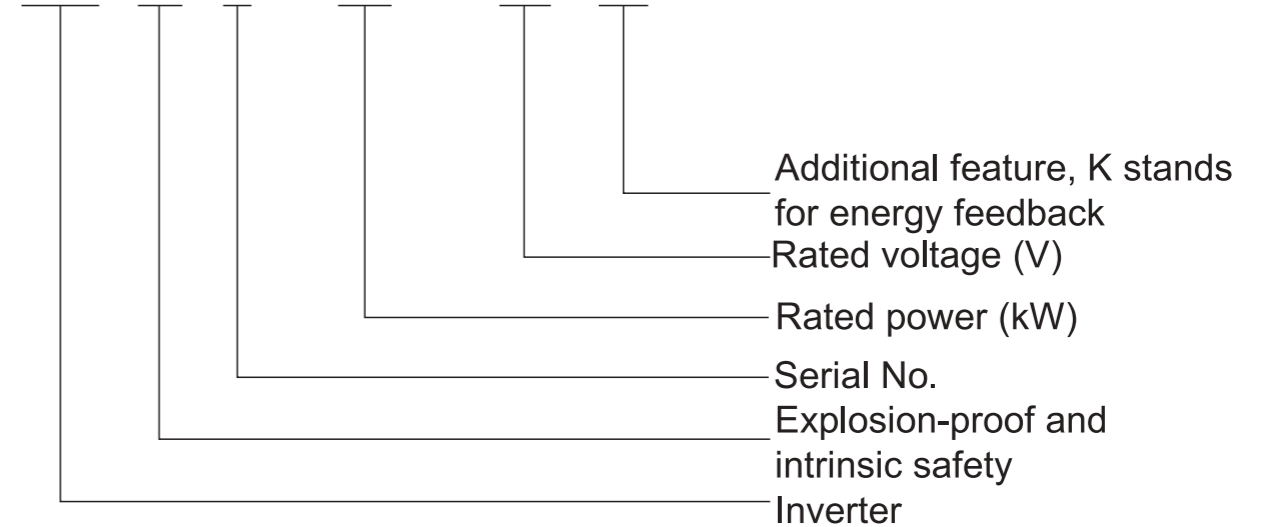 Additional feature, K stands
for energy feedback
Rated voltage (V)
Rated power (kW)
Serial No.
Explosion-proof and
intrinsic safety
Inverter